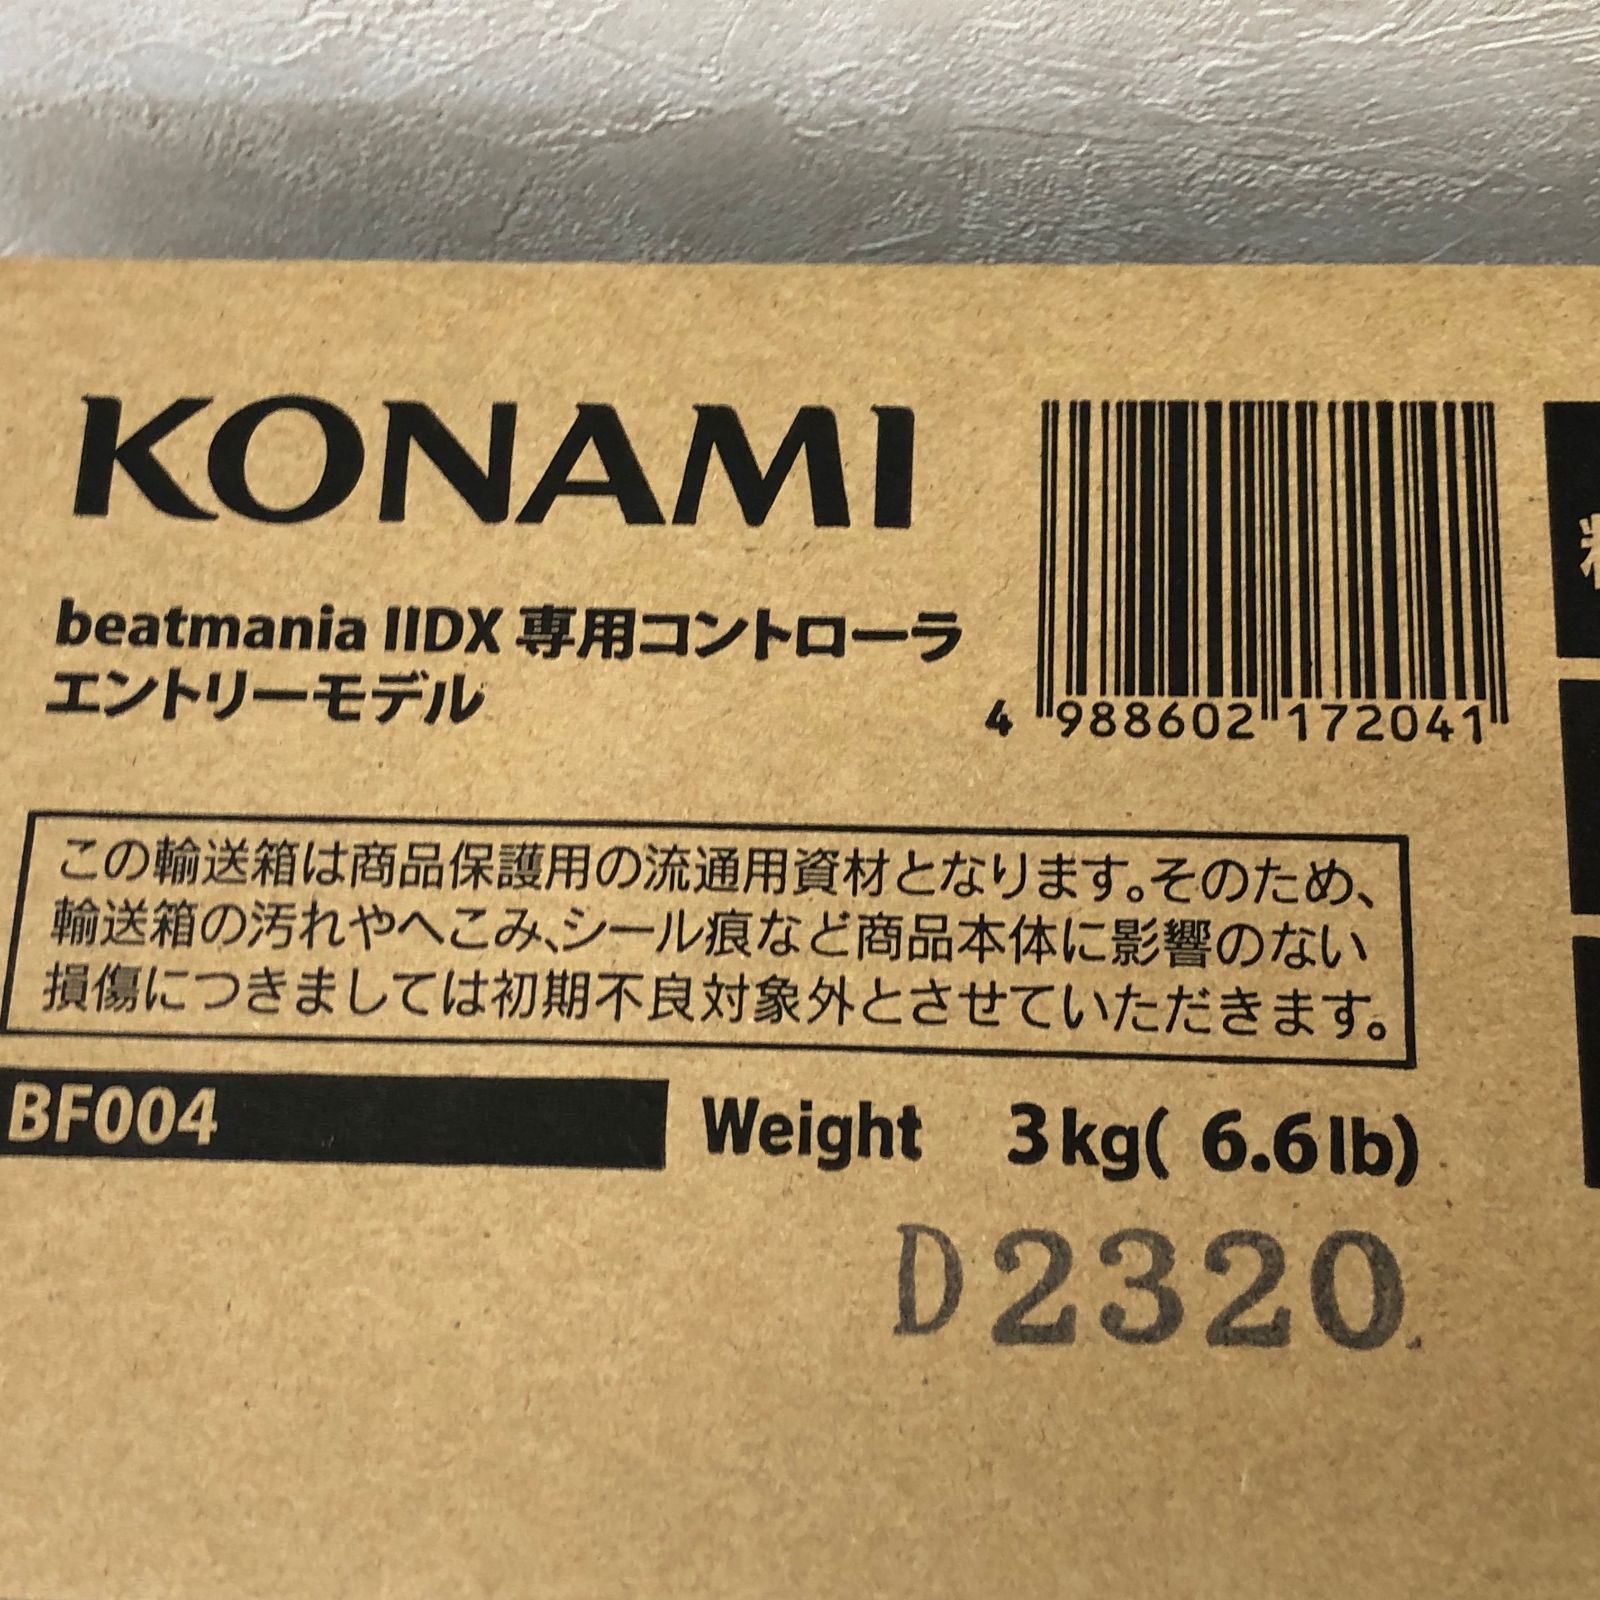 KONAMI
beatmania IIDX 専用コントローラ
エントリーモデル
4 988602 172041
この輸送箱は商品保護用の流通用資材となります。そのため、
輸送箱の汚れやへこみ、シール痕など商品本体に影響のない
損傷につきましては初期不良対象外とさせていただきます。
BF004
Weight 3kg( 6.6lb)
D2320